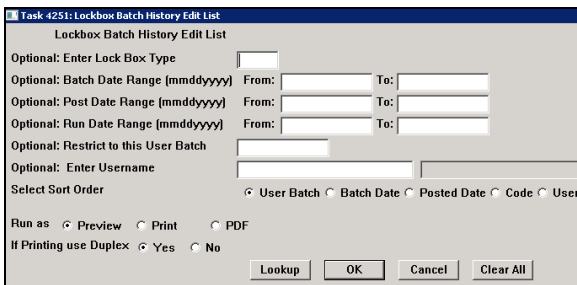 Task 4251: Lockbox Batch History Edit List
Lockbox Batch History Edit List
Optional: Enter Lock Box Type
Optional: Batch Date Range (mmddyyyy) From: To:
Optional: Post Date Range (mmddyyyy) From: To:
Optional: Run Date Range (mmddyyyy) From: To:
Optional: Restrict to this User Batch
Optional: Enter Username
Select Sort Order User Batch Batch Date Posted Date Code User
Run as Preview Print PDF
If Printing use Duplex Yes No
Lookup OK Cancel Clear All